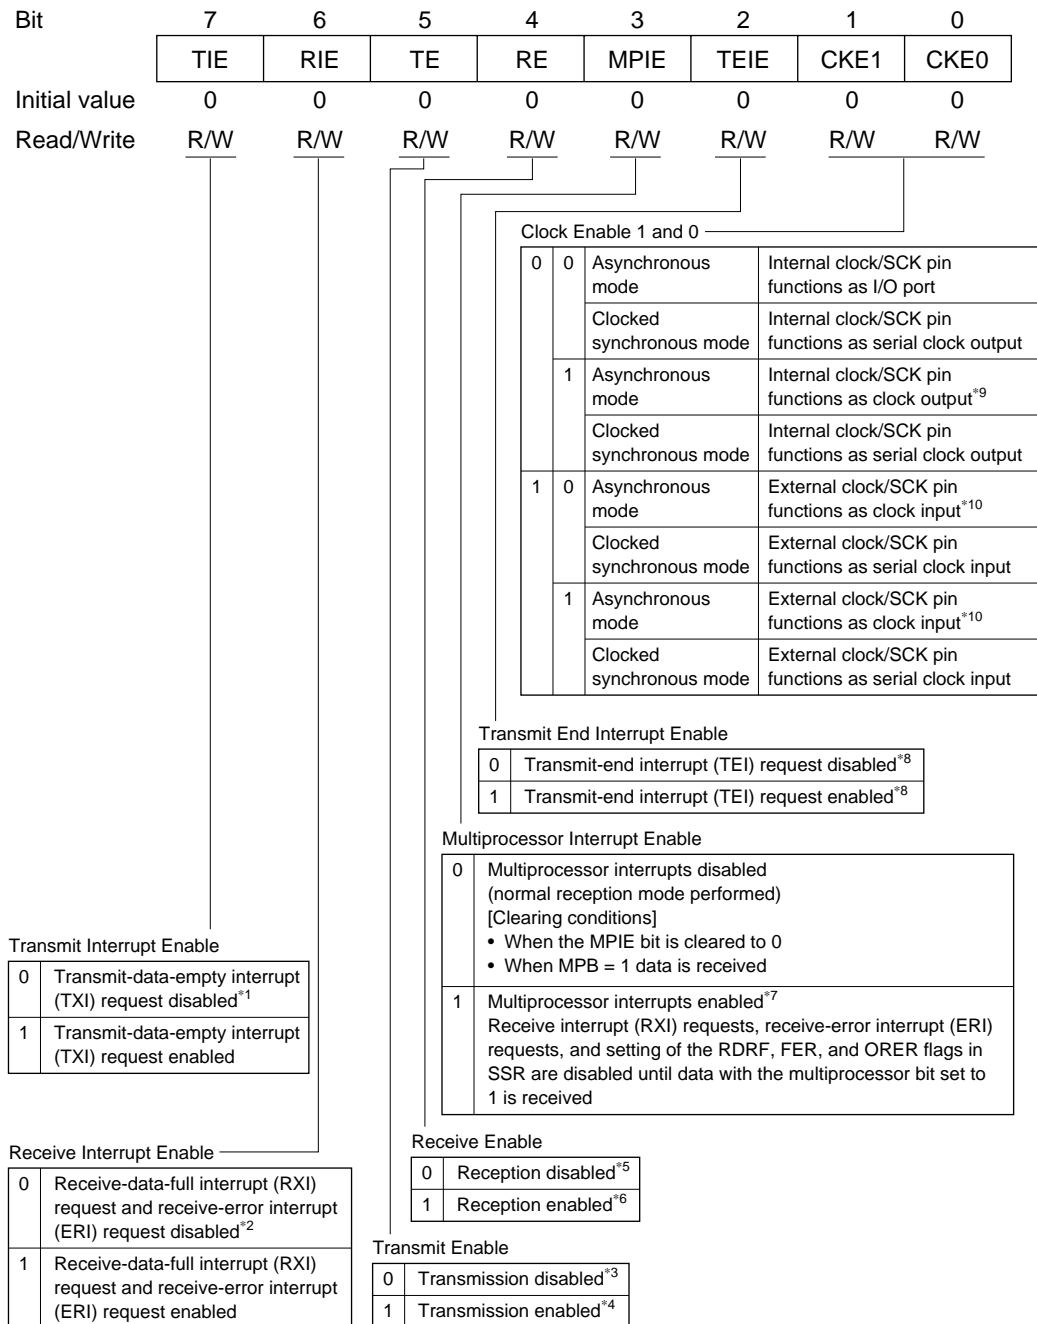 Bit 7 6 5 4 3 2 1 0
TIE RIE TE RE MPIE TEIE CKE1 CKE0
Initial value 0 0 0 0 0 0 0 0
Read/Write R/W R/W R/W R/W R/W R/W R/W R/W
Clock Enable 1 and 0
0 0 Asynchronous mode Internal clock/SCK pin functions as I/O port
Clocked synchronous mode Internal clock/SCK pin functions as serial clock output
1 Asynchronous mode Internal clock/SCK pin functions as clock output*9
Clocked synchronous mode Internal clock/SCK pin functions as serial clock output
1 0 Asynchronous mode External clock/SCK pin functions as clock input*10
Clocked synchronous mode External clock/SCK pin functions as serial clock input
1 Asynchronous mode External clock/SCK pin functions as clock input*10
Clocked synchronous mode External clock/SCK pin functions as serial clock input
Transmit End Interrupt Enable
0 Transmit-end interrupt (TEI) request disabled*8
1 Transmit-end interrupt (TEI) request enabled*8
Multiprocessor Interrupt Enable
0 Multiprocessor interrupts disabled
(normal reception mode performed)
[Clearing conditions]
• When the MPIE bit is cleared to 0
• When MPB = 1 data is received
1 Multiprocessor interrupts enabled*7
Receive interrupt (RXI) requests, receive-error interrupt (ERI)
requests, and setting of the RDRF, FER, and ORER flags in
SSR are disabled until data with the multiprocessor bit set to
1 is received
Transmit Interrupt Enable
0 Transmit-data-empty interrupt
(TXI) request disabled*1
1 Transmit-data-empty interrupt
(TXI) request enabled
Receive Enable
0 Reception disabled*5
1 Reception enabled*6
Receive Interrupt Enable
0 Receive-data-full interrupt (RXI)
request and receive-error interrupt
(ERI) request disabled*2
1 Receive-data-full interrupt (RXI)
request and receive-error interrupt
(ERI) request enabled
Transmit Enable
0 Transmission disabled*3
1 Transmission enabled*4